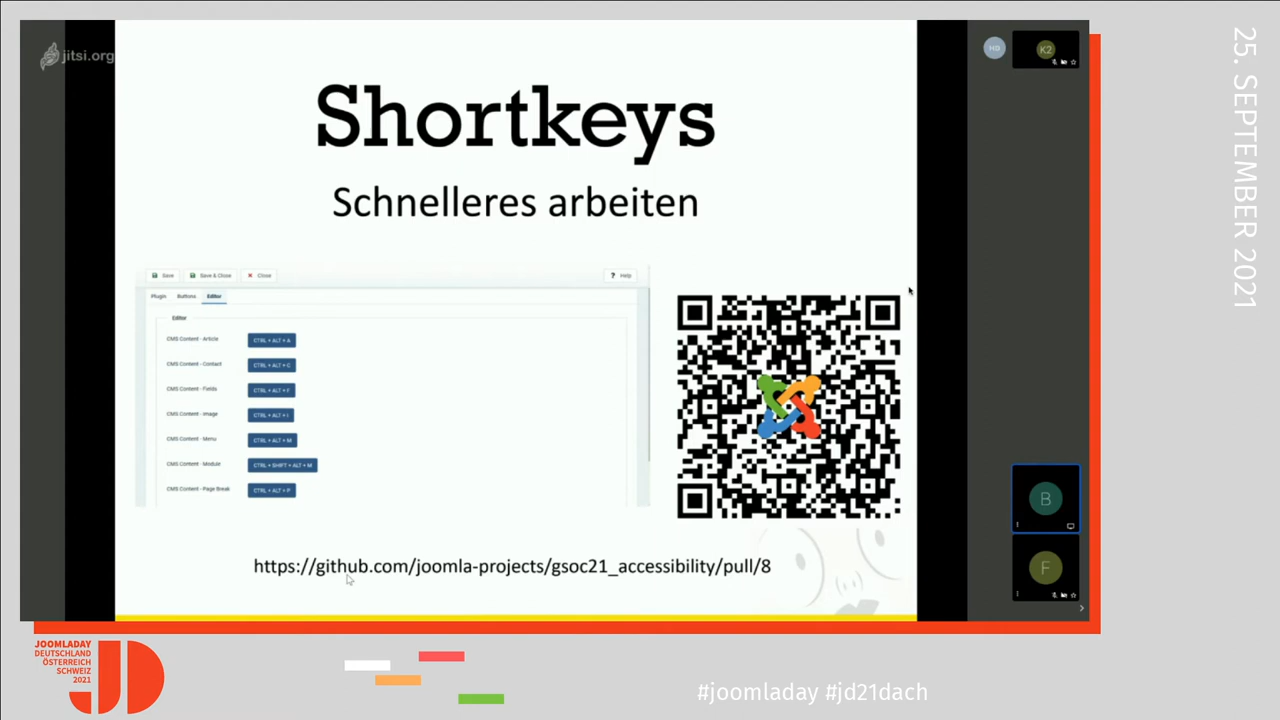 jitsi.org
HD
K2
25. SEPTEMBER 2021
Shortkeys
Schnelleres arbeiten
Save
Save & Close
Close
Help
Plugin
Buttons
Editor
Editor
CMS Content - Article
CTRL + ALT + A
CMS Content - Contact
CTRL + ALT + C
CMS Content - Fields
CTRL + ALT + F
CMS Content - Image
CTRL + ALT + I
CMS Content - Menu
CTRL + ALT + M
CMS Content - Module
CTRL + SHIFT + ALT + M
CMS Content - Page Break
CTRL + ALT + P
B
F
https://github.com/joomla-projects/gsoc21_accessibility/pull/8
JOOMLADAY
DEUTSCHLAND
ÖSTERREICH
SCHWEIZ
2021
JD
#joomladay #jd21dach